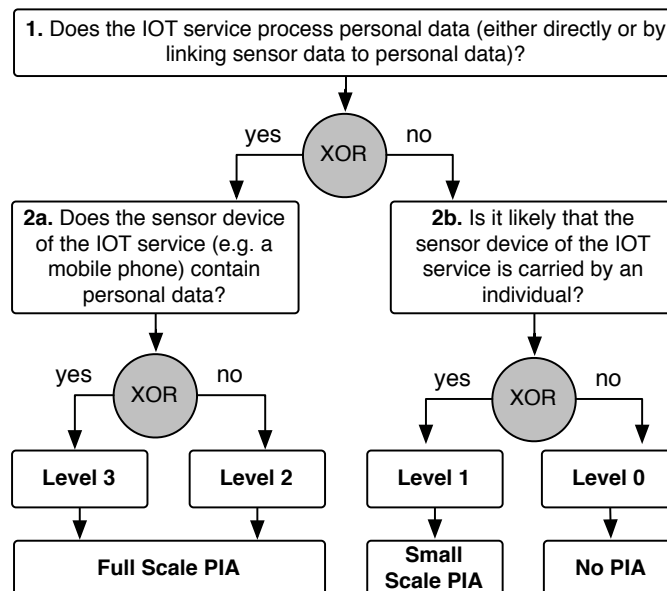 1. Does the IOT service process personal data (either directly or by
linking sensor data to personal data)?
yes
XOR
no
2a. Does the sensor device
of the IOT service (e.g. a
mobile phone) contain
personal data?
2b. Is it likely that the
sensor device of the IOT
service is carried by an
individual?
yes
XOR
no
yes
XOR
no
Level 3
Level 2
Level 1
Level 0
Full Scale PIA
Small
Scale PIA
No PIA